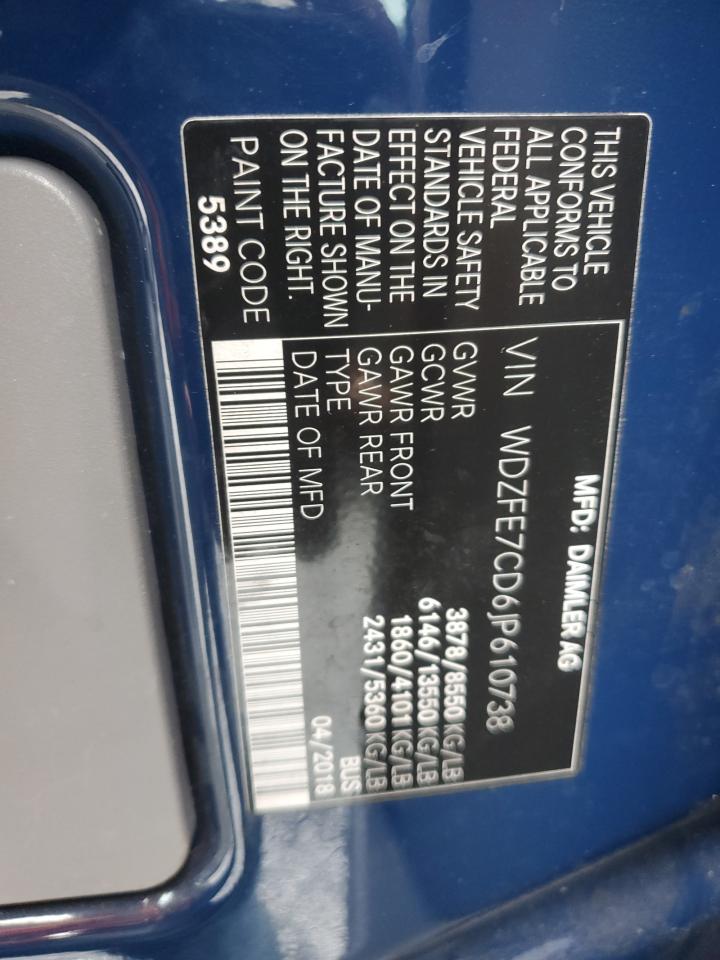 MFD: DAIMLER AG
VIN WDZFE7CD6JP610738
GVWR 3878/8550 KG/LB
GCWR 6146/13550 KG/LB
GAWR FRONT 1860/4101 KG/LB
GAWR REAR 2431/5360 KG/LB
TYPE BUS
DATE OF MFD 04/2018
THIS VEHICLE
CONFORMS TO
ALL APPLICABLE
FEDERAL
VEHICLE SAFETY
STANDARDS IN
EFFECT ON THE
DATE OF MANU-
FACTURE SHOWN
ON THE RIGHT.
PAINT CODE
5389